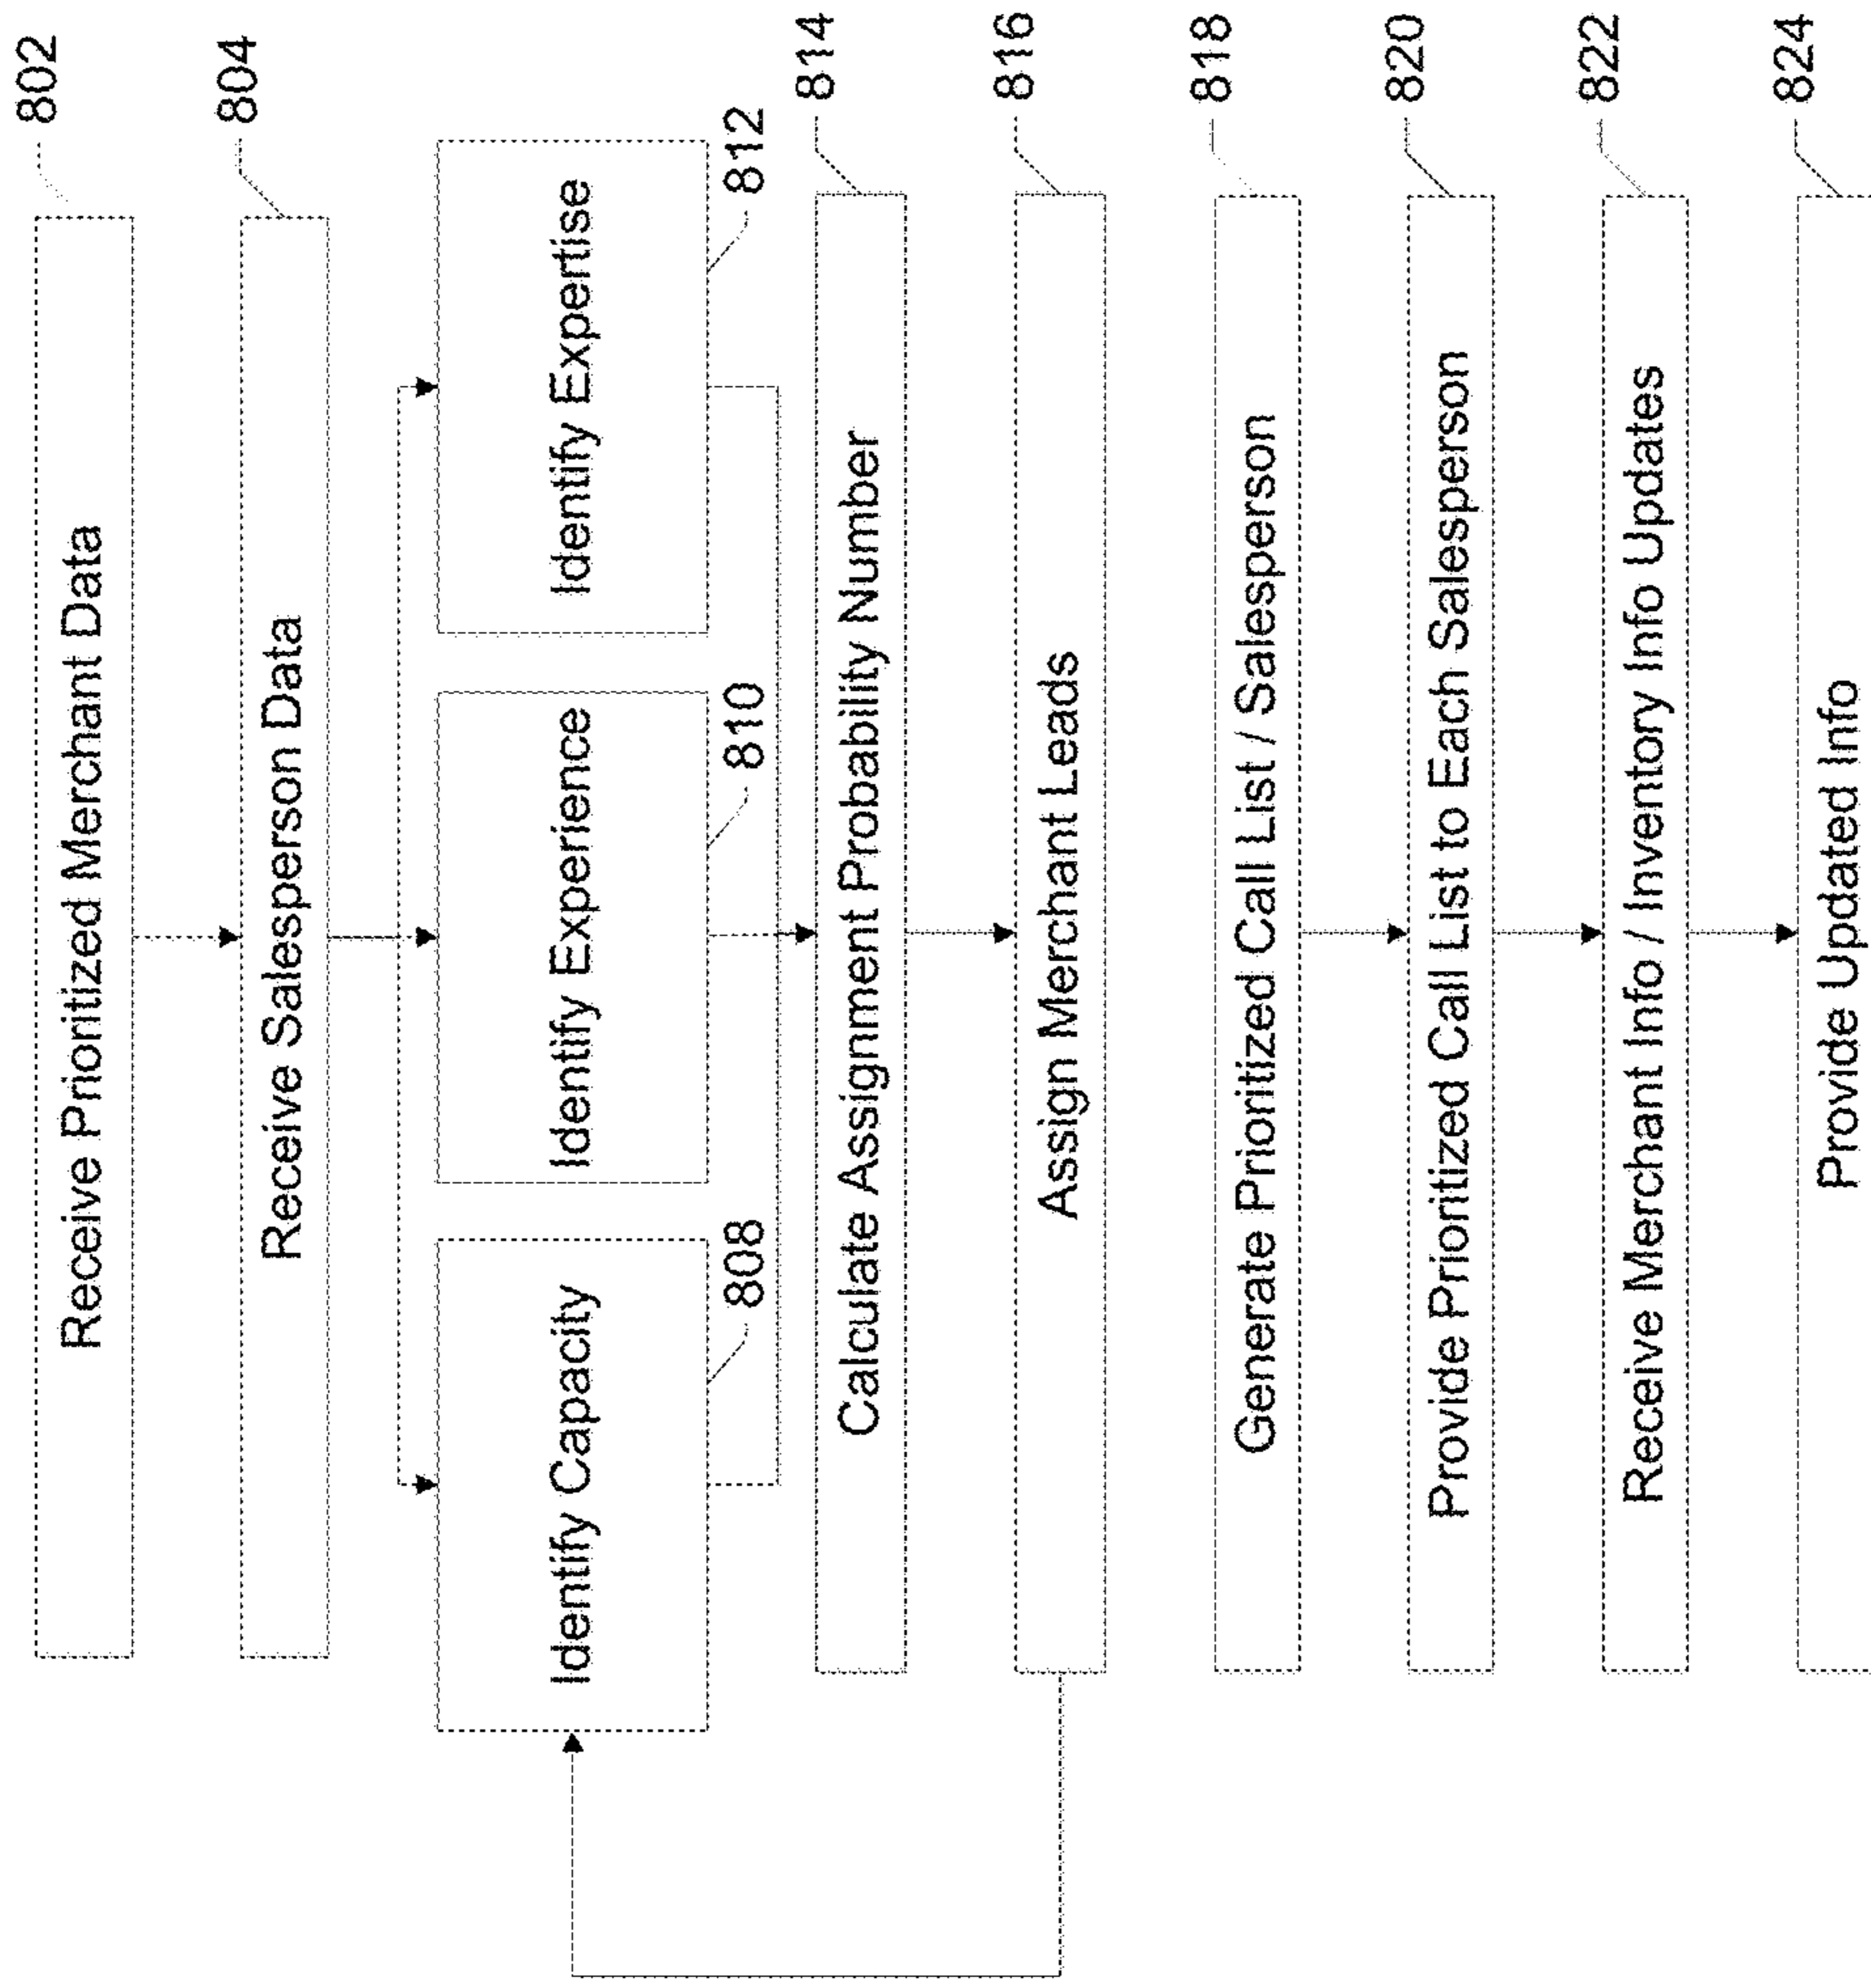 802
Receive Prioritized Merchant Data
804
Receive Salesperson Data
Identify Capacity
808
Identify Experience
810
Identify Expertise
812
814
Calculate Assignment Probability Number
816
Assign Merchant Leads
818
Generate Prioritized Call List / Salesperson
820
Provide Prioritized Call List to Each Salesperson
822
Receive Merchant Info / Inventory Info Updates
824
Provide Updated Info